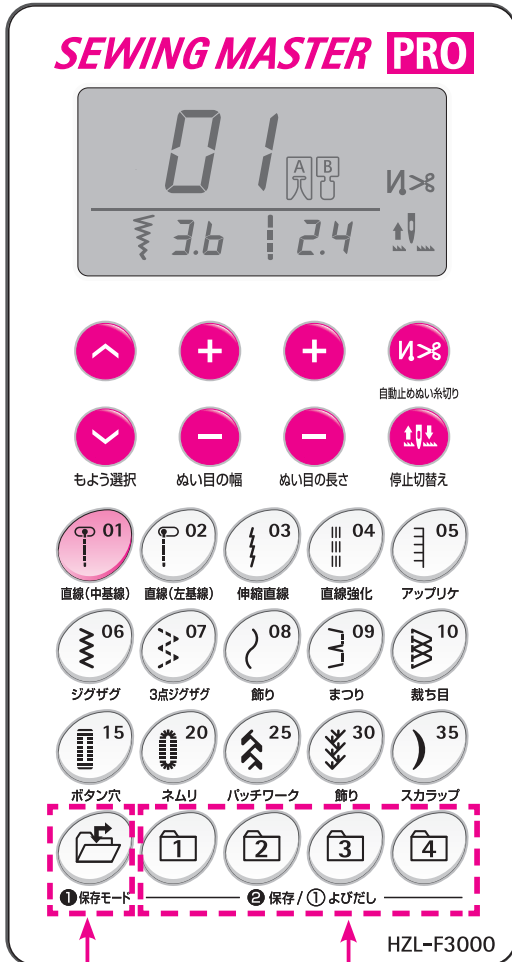 SEWING MASTER PRO
01 A B
3.6 2.4
自動止めぬい糸切り
もよう選択 ぬい目の幅 ぬい目の長さ 停止切替え
01 02 03 04 05
直線(中基線) 直線(左基線) 伸縮直線 直線強化 アップリケ
06 07 08 09 10
ジグザグ 3点ジグザグ 飾り まつり 裁ち目
15 20 25 30 35
ボタン穴 ネムリ パッチワーク 飾り スカラップ
1 2 3 4
❶保存モード ❷ 保存/① よびだし
HZL-F3000